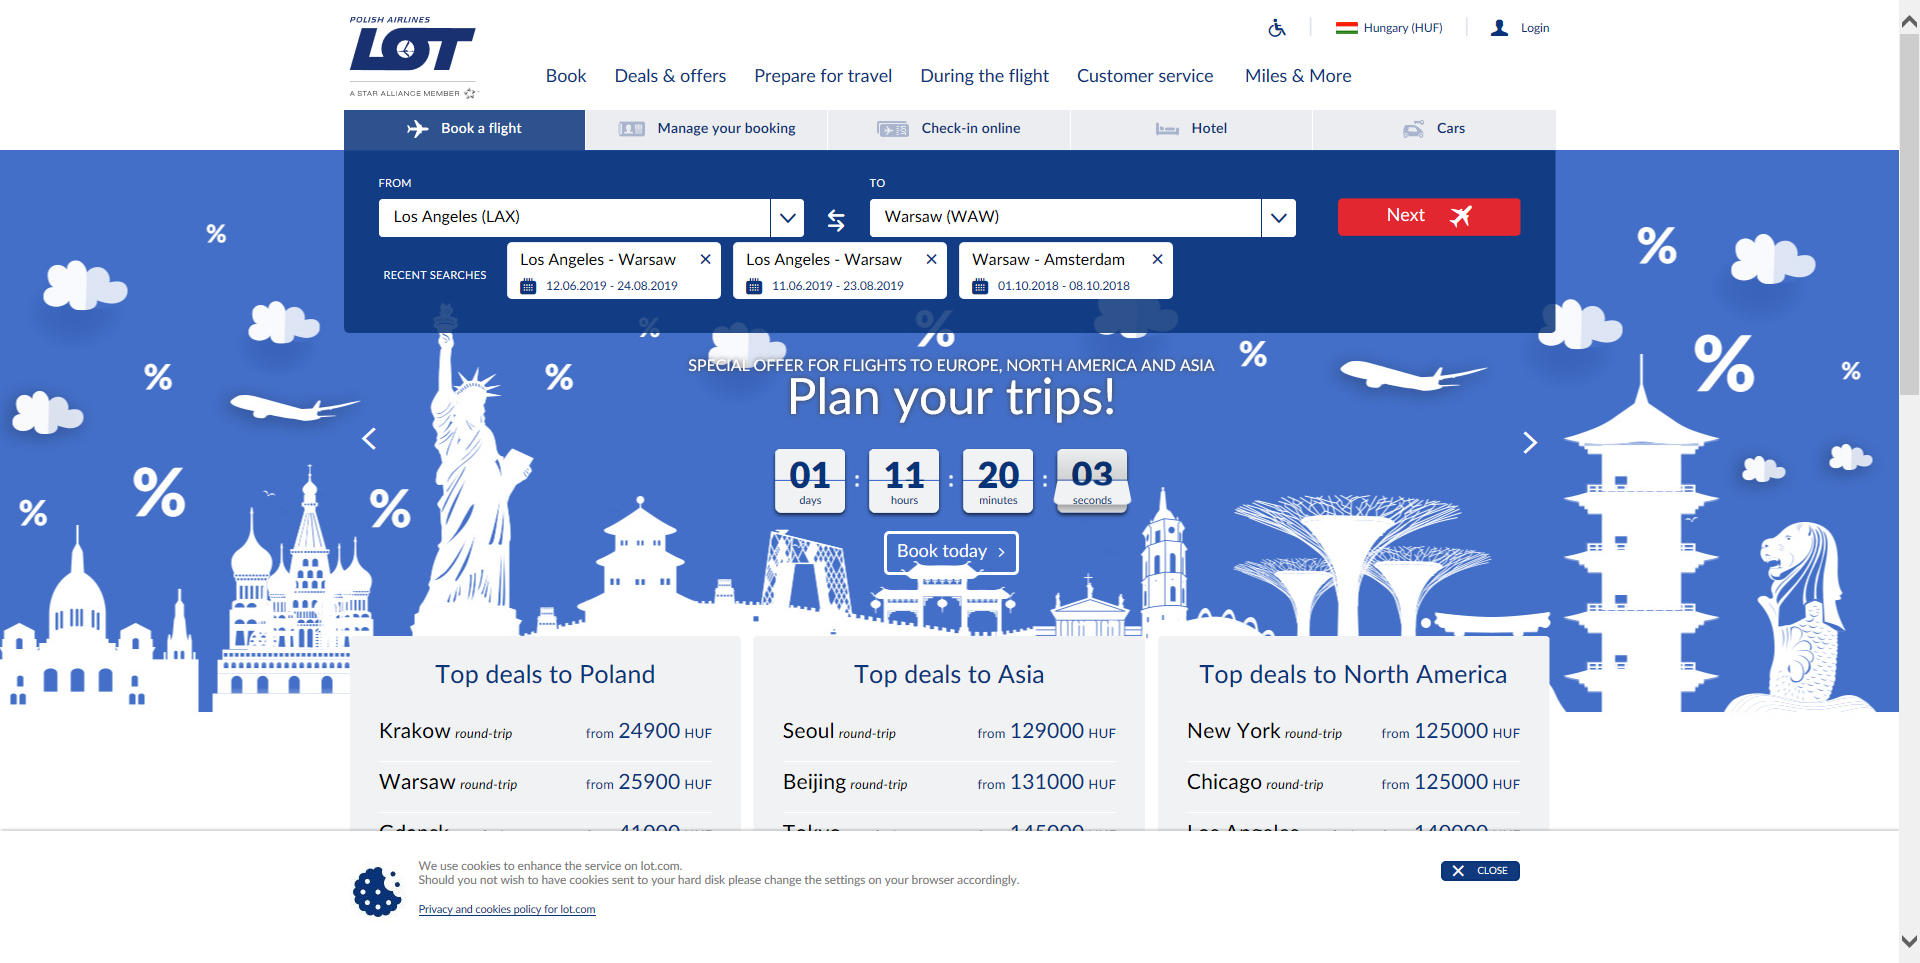 POLISH AIRLINES
LOT
A STAR ALLIANCE MEMBER
Hungary (HUF)
Login
Book
Deals & offers
Prepare for travel
During the flight
Customer service
Miles & More
Book a flight
Manage your booking
Check-in online
Hotel
Cars
FROM
TO
Los Angeles (LAX)
Warsaw (WAW)
Next
RECENT SEARCHES
Los Angeles - Warsaw
12.06.2019 - 24.08.2019
Los Angeles - Warsaw
11.06.2019 - 23.08.2019
Warsaw - Amsterdam
01.10.2018 - 08.10.2018
SPECIAL OFFER FOR FLIGHTS TO EUROPE, NORTH AMERICA AND ASIA
Plan your trips!
01 : 11 : 20 : 03
days hours minutes seconds
Book today
Top deals to Poland
Krakow round-trip from 24900 HUF
Warsaw round-trip from 25900 HUF
Top deals to Asia
Seoul round-trip from 129000 HUF
Beijing round-trip from 131000 HUF
Top deals to North America
New York round-trip from 125000 HUF
Chicago round-trip from 125000 HUF
We use cookies to enhance the service on lot.com.
Should you not wish to have cookies sent to your hard disk please change the settings on your browser accordingly.
Privacy and cookies policy for lot.com
CLOSE